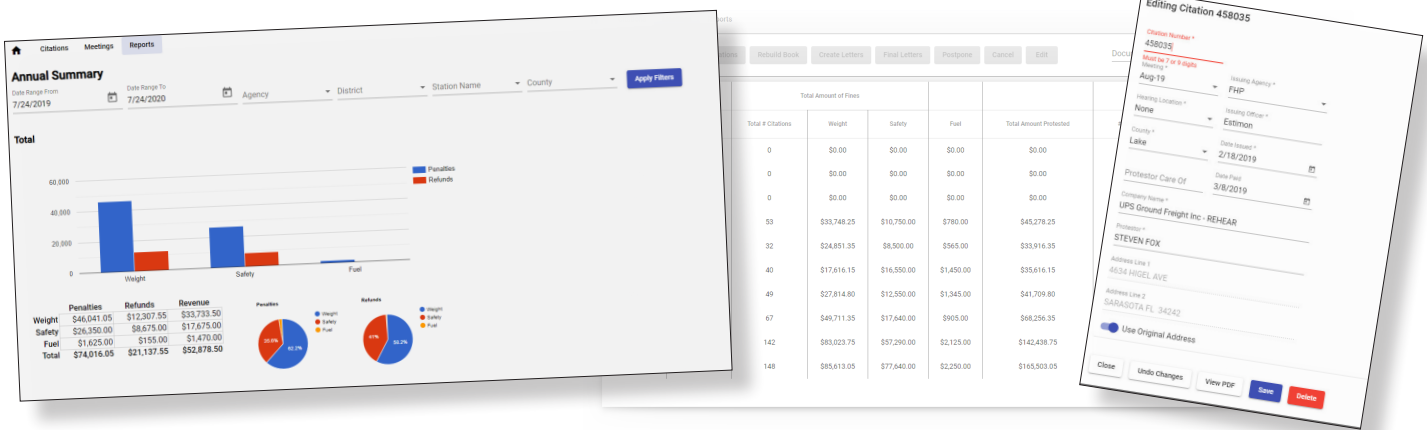 Citations Meetings Reports
Annual Summary
Date Range From
7/24/2019
Date Range To
7/24/2020
Agency
District
Station Name
County
Apply Filters
Total
60,000
40,000
20,000
0
Weight Safety Fuel
Penalties
Refunds
Penalties Refunds Revenue
Weight $46,041.05 $12,307.55 $33,733.50
Safety $26,350.00 $8,675.00 $17,675.00
Fuel $1,625.00 $155.00 $1,470.00
Total $74,016.05 $21,137.55 $52,878.50
Penalties
Weight
Safety
Fuel
62.2%
Refunds
Weight
Safety
Fuel
41%
Rebuild Book Create Letters Final Letters Postpone Cancel Edit
Total Amount of Fines
Total # Citations Weight Safety Fuel Total Amount Protested
0 $0.00 $0.00 $0.00 $0.00
0 $0.00 $0.00 $0.00 $0.00
0 $0.00 $0.00 $0.00 $0.00
53 $33,748.25 $10,750.00 $780.00 $45,278.25
32 $24,851.35 $8,500.00 $565.00 $33,916.35
40 $17,616.15 $16,550.00 $1,450.00 $35,616.15
49 $27,814.80 $12,550.00 $1,345.00 $41,709.80
67 $49,711.35 $17,640.00 $905.00 $68,256.35
142 $83,023.75 $57,290.00 $2,125.00 $142,438.75
148 $85,613.05 $77,640.00 $2,250.00 $165,503.05
Editing Citation 458035
Citation Number *
458035
Must be 7 or 9 digits
Meeting *
Aug-19
Issuing Agency *
FHP
Hearing Location *
None
Issuing Officer *
Estimon
County *
Lake
Date Issued *
2/18/2019
Protestor Care Of
Date Paid
3/8/2019
Company Name *
UPS Ground Freight Inc - REHEAR
Protestor *
STEVEN FOX
Address Line 1
4634 HIGEL AVE
Address Line 2
SARASOTA FL 34242
Use Original Address
Close Undo Changes View PDF Save Delete